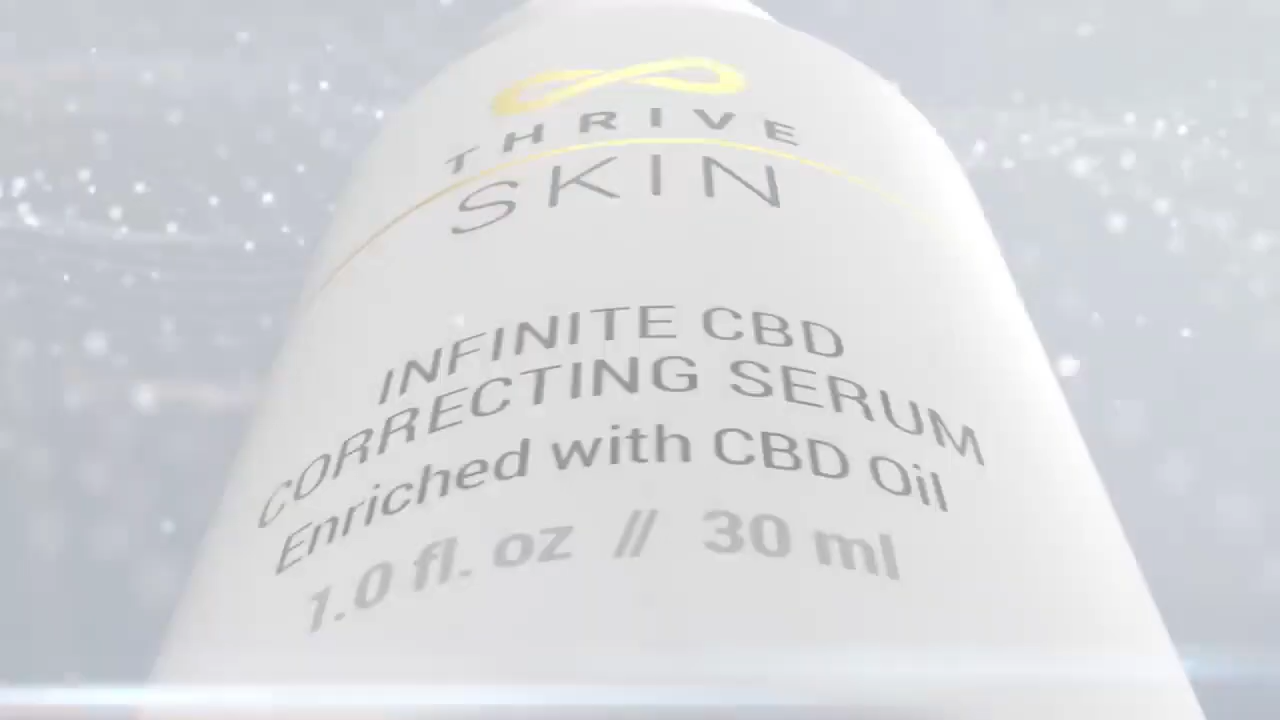 THRIVE
SKIN
INFINITE CBD
CORRECTING SERUM
Enriched with CBD Oil
1.0 fl. oz // 30 ml